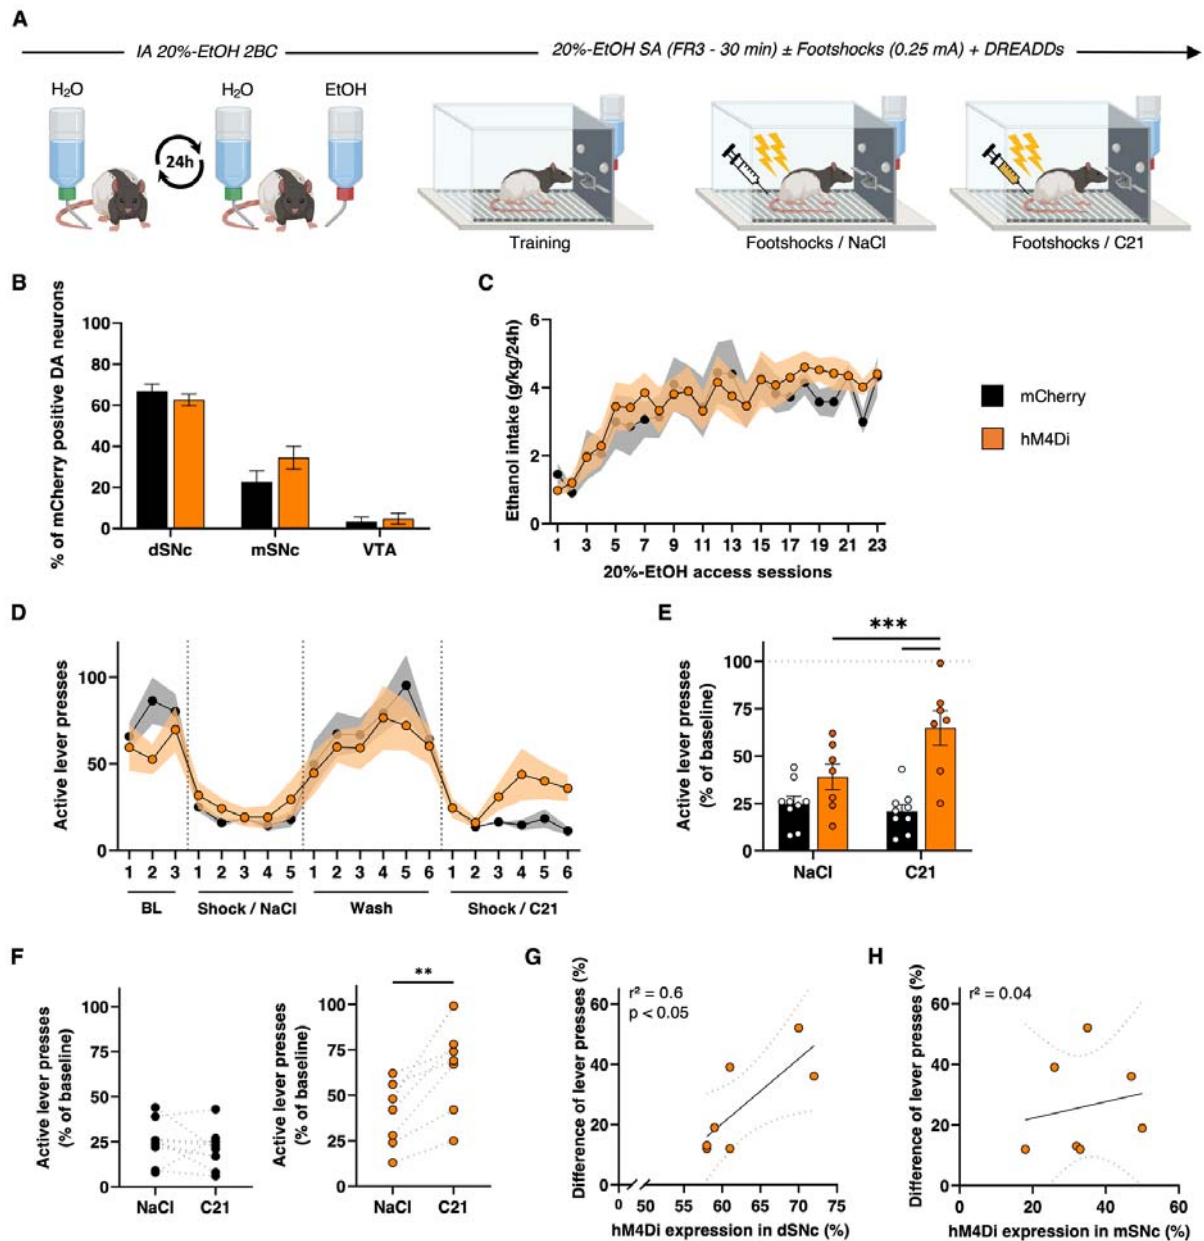 A
IA 20%-EtOH 2BC
20%-EtOH SA (FR3 - 30 min) ± Footshocks (0.25 mA) + DREADDs
H₂O
H₂O
EtOH
24h
Training
Footshocks / NaCl
Footshocks / C21
B
% of mCherry positive DA neurons
100
80
60
40
20
0
dSNc
mSNc
VTA
C
Ethanol intake (g/kg/24h)
6
4
2
0
1 3 5 7 9 11 13 15 17 19 21 23
20%-EtOH access sessions
mCherry
hM4Di
D
Active lever presses
100
50
0
1 2 3 1 2 3 4 5 1 2 3 4 5 6 1 2 3 4 5 6
BL
Shock / NaCl
Wash
Shock / C21
E
Active lever presses
(% of baseline)
***
100
75
50
25
0
NaCl
C21
F
Active lever presses
(% of baseline)
100
75
50
25
0
NaCl
C21
Active lever presses
(% of baseline)
**
100
75
50
25
0
NaCl
C21
G
Difference of lever presses (%)
r² = 0.6
p < 0.05
60
40
20
0
0 50 55 60 65 70 75
hM4Di expression in dSNc (%)
H
Difference of lever presses (%)
r² = 0.04
60
40
20
0
0 20 40 60
hM4Di expression in mSNc (%)